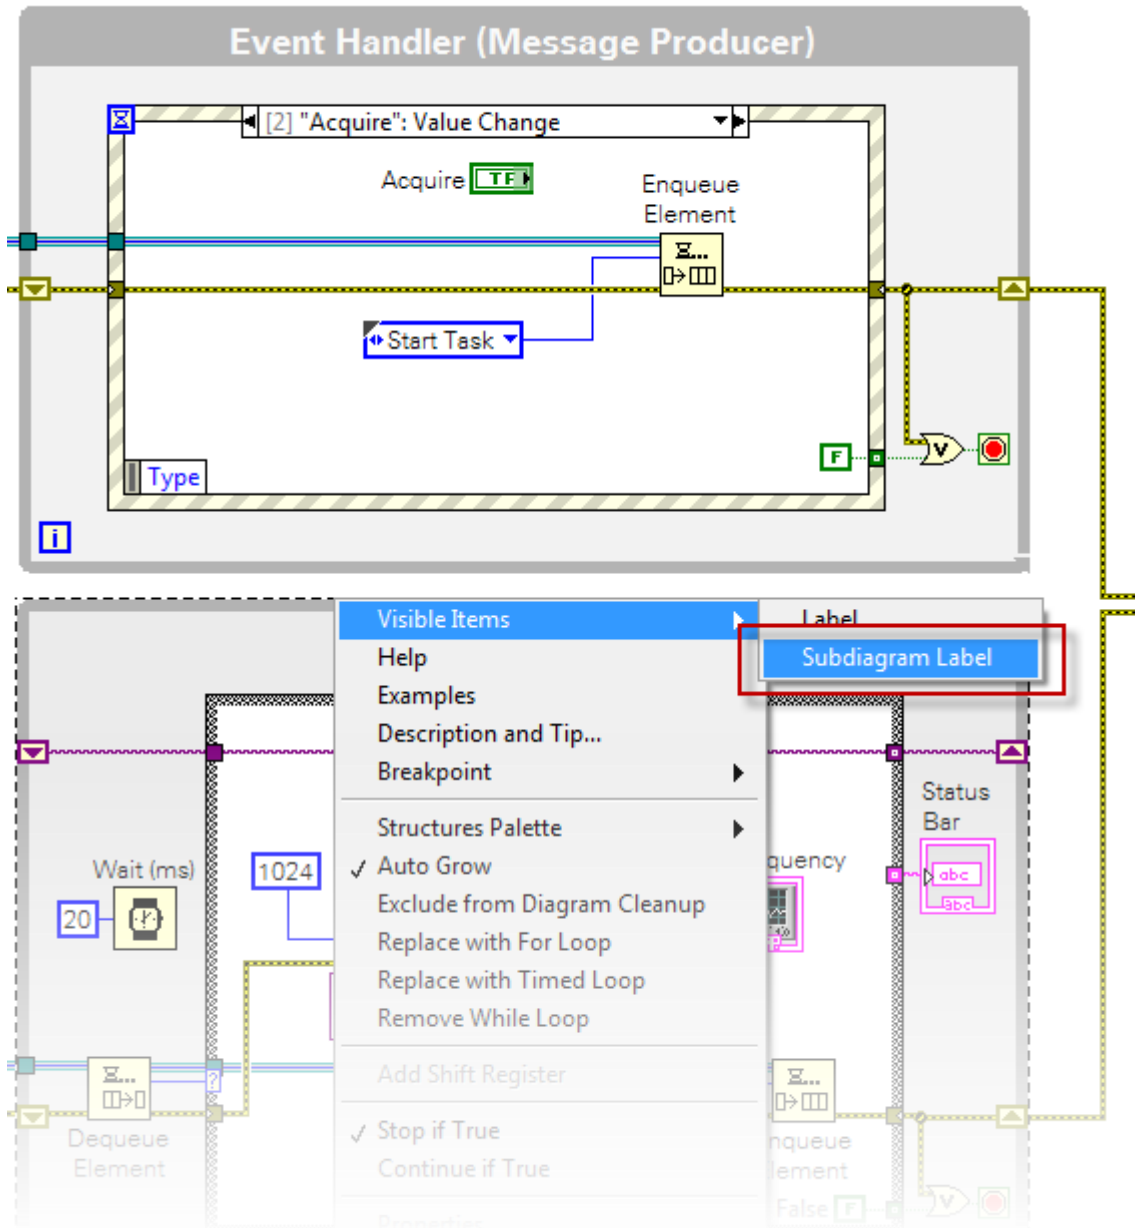 Event Handler (Message Producer)
[2] "Acquire": Value Change
Acquire
TF
Enqueue
Element
Start Task
F
V
Type
i
Visible Items
Label
Help
Subdiagram Label
Examples
Description and Tip...
Breakpoint
Structures Palette
Status
Bar
Wait (ms)
1024
Auto Grow
quency
abc
abc
20
Exclude from Diagram Cleanup
Replace with For Loop
Replace with Timed Loop
Remove While Loop
Add Shift Register
?
Dequeue
Element
Stop if True
nqueue
Continue if True
lement
False
F
V
Properties